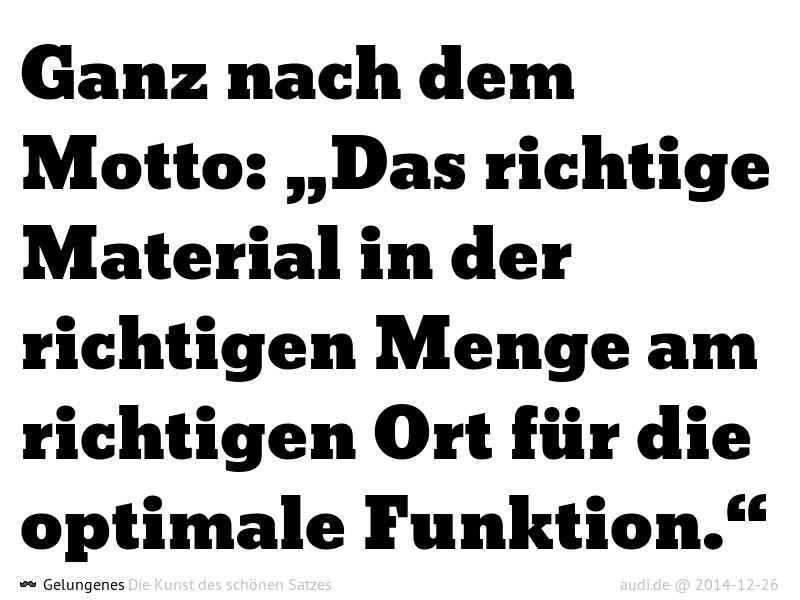 Ganz nach dem
Motto: „Das richtige
Material in der
richtigen Menge am
richtigen Ort für die
optimale Funktion.“
Gelungenes Die Kunst des schönen Satzes audi.de @ 2014-12-26